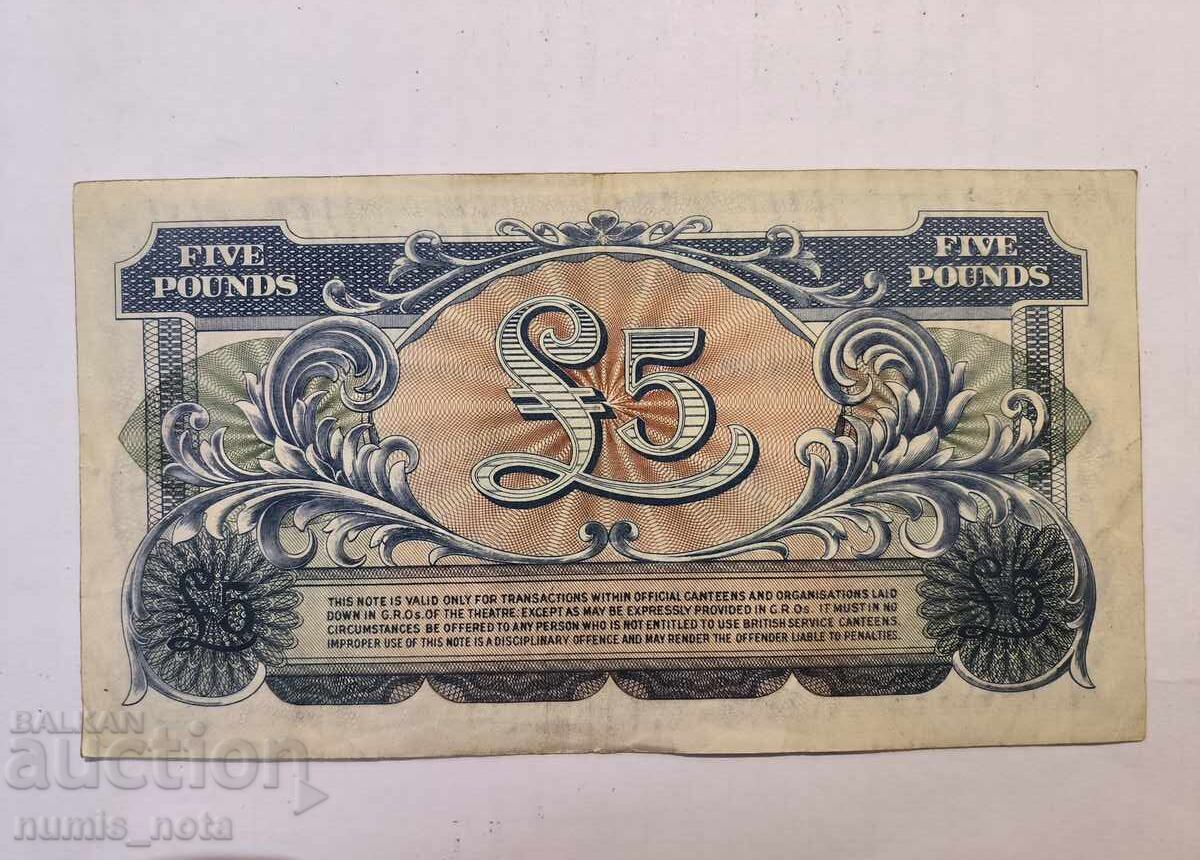 FIVE
POUNDS
FIVE
POUNDS
£5
THIS NOTE IS VALID ONLY FOR TRANSACTIONS WITHIN OFFICIAL CANTEENS AND ORGANISATIONS LAID
DOWN IN G.R.Os. OF THE THEATRE, EXCEPT AS MAY BE EXPRESSLY PROVIDED IN G.R.Os. IT MUST IN NO
CIRCUMSTANCES BE OFFERED TO ANY PERSON WHO IS NOT ENTITLED TO USE BRITISH SERVICE CANTEENS.
IMPROPER USE OF THIS NOTE IS A DISCIPLINARY OFFENCE AND MAY RENDER THE OFFENDER LIABLE TO PENALTIES.
£5
£5
BALKAN
auction
numis_nota